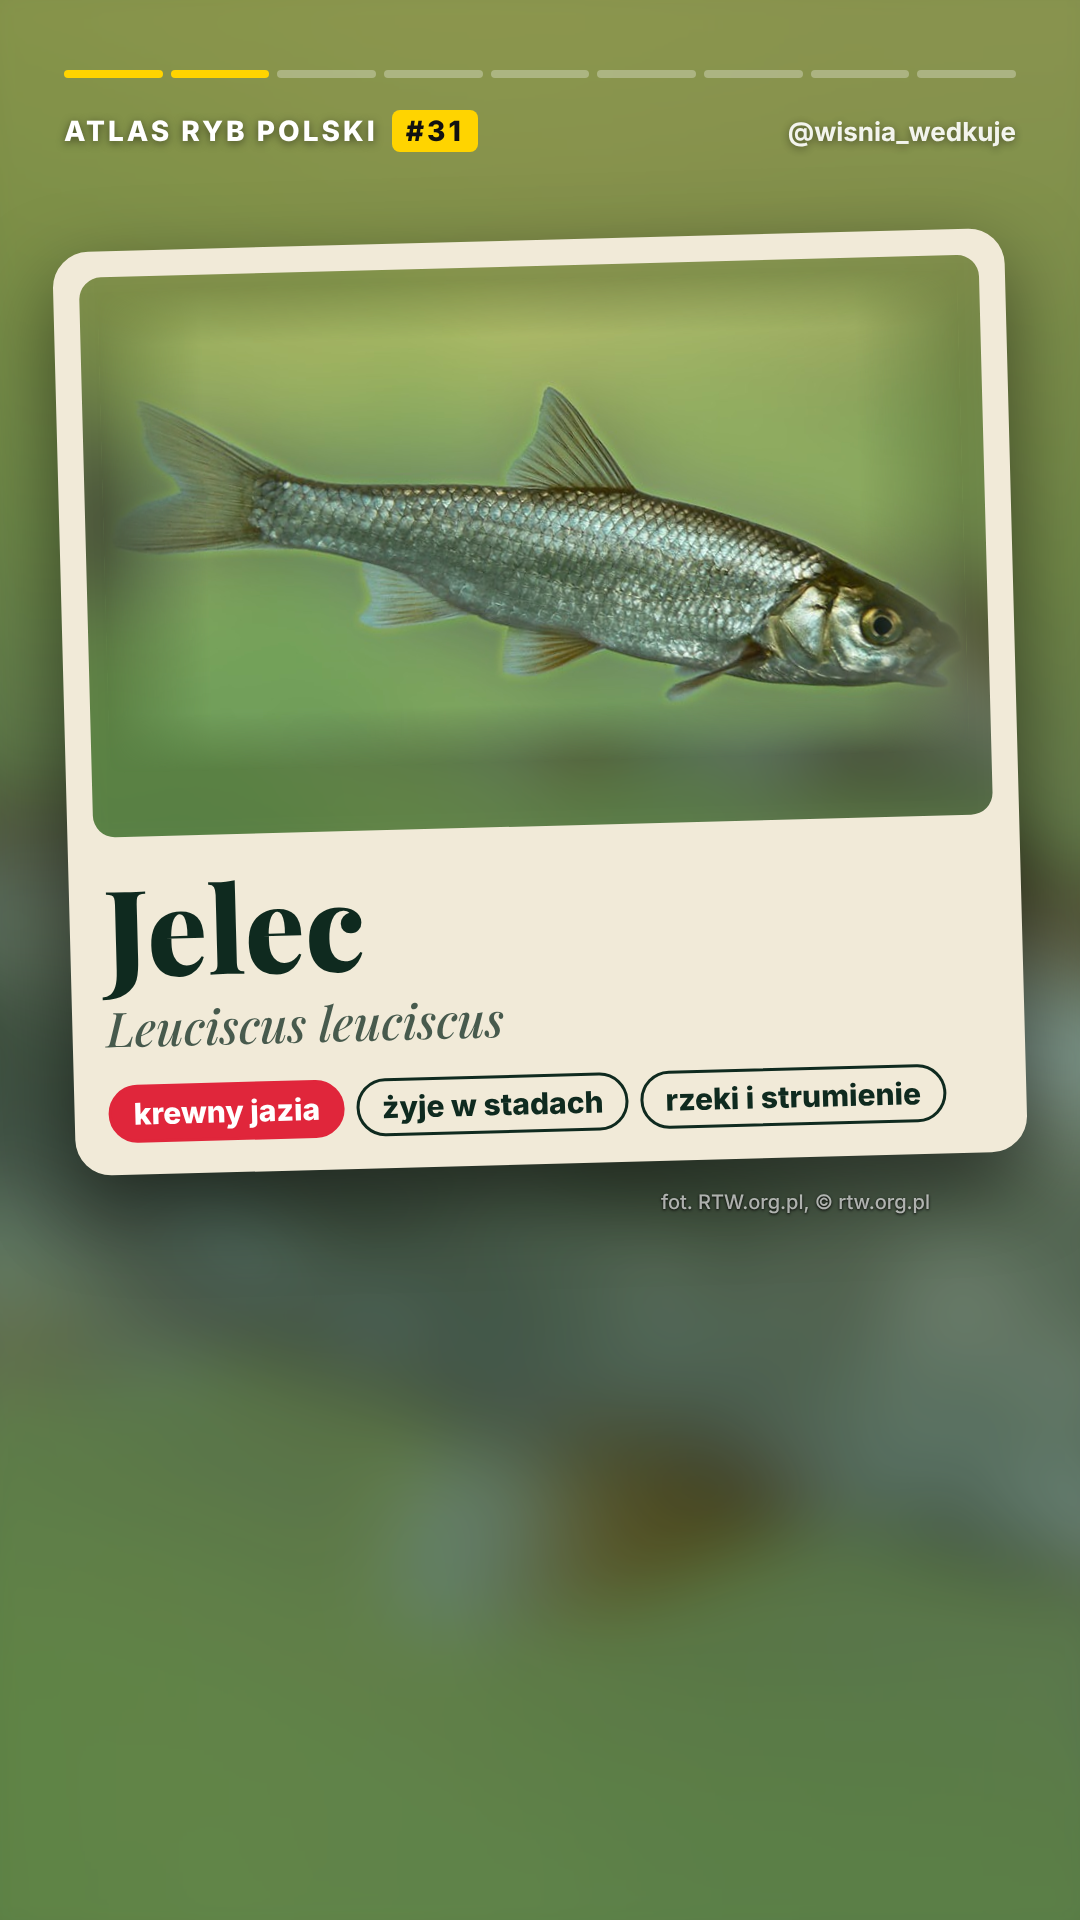 ATLAS RYB POLSKI #31
@wisnia_wedkuje
Jelec
Leuciscus leuciscus
krewny jazia
żyje w stadach
rzeki i strumienie
fot. RTW.org.pl, © rtw.org.pl